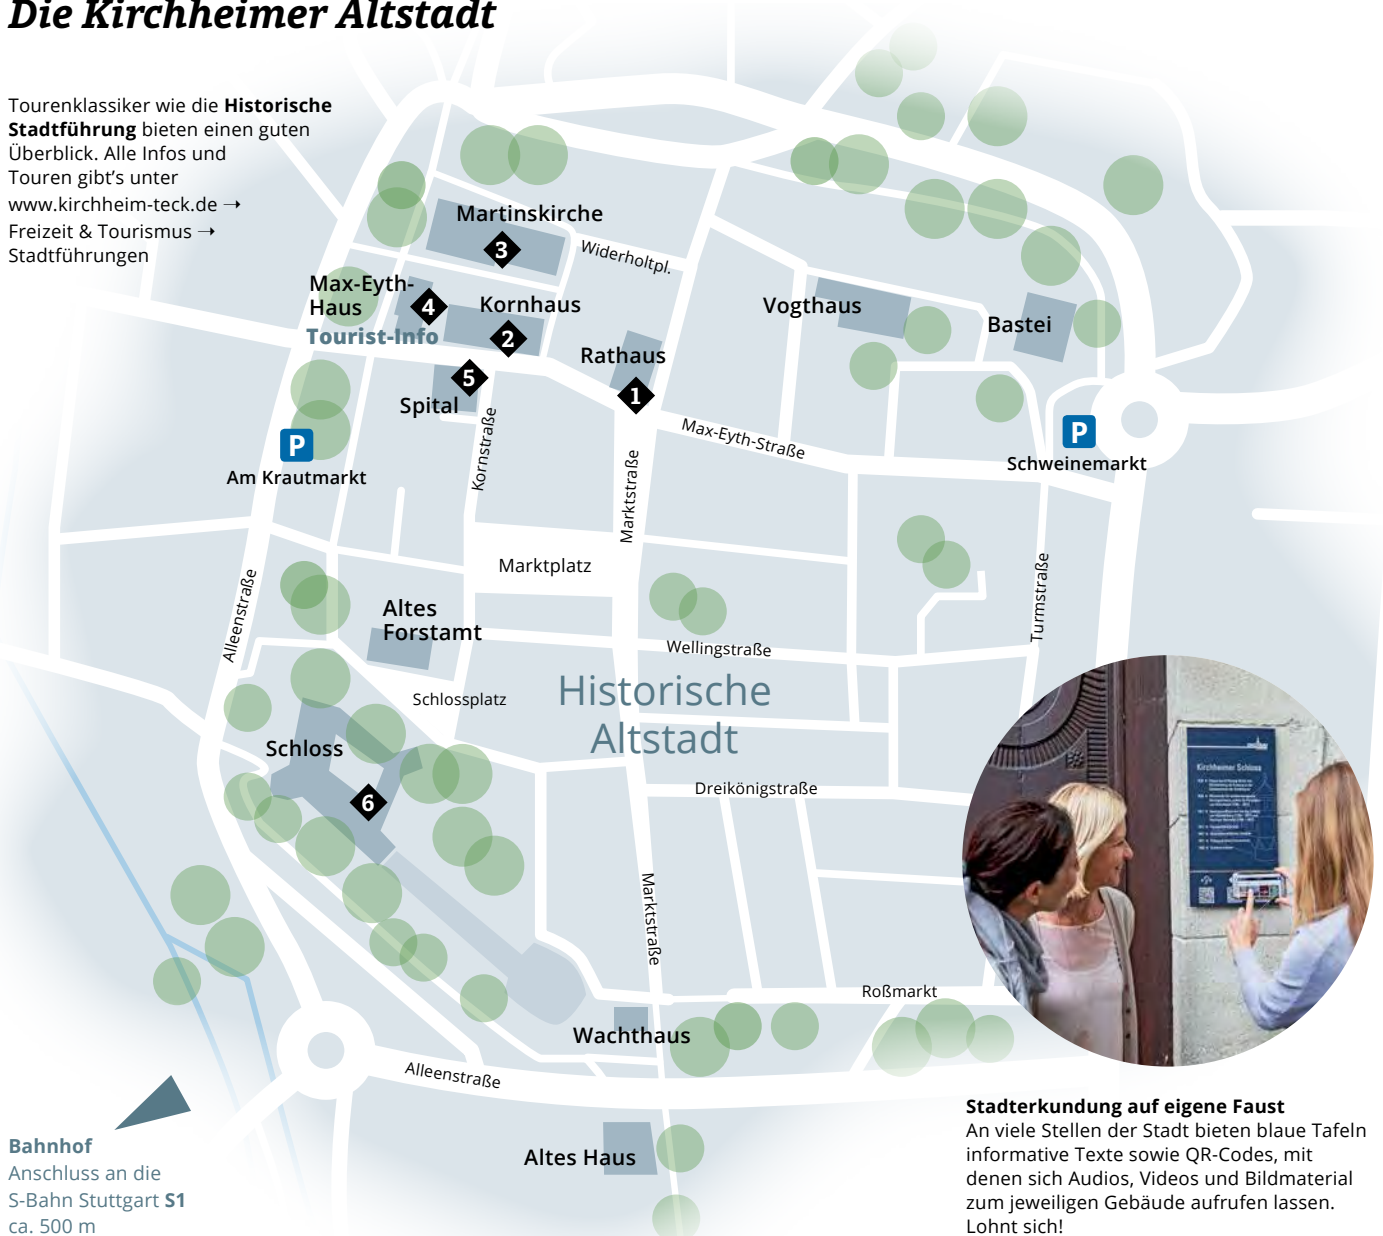 Die Kirchheimer Altstadt
Tourenklassiker wie die Historische
Stadtführung bieten einen guten
Überblick. Alle Infos und
Touren gibt's unter
www.kirchheim-teck.de →
Freizeit & Tourismus →
Stadtführungen
Martinskirche
3
Widerholtpl.
Max-Eyth-
Haus
4
Tourist-Info
Kornhaus
2
Rathaus
1
Vogthaus
Bastei
5
Spital
Kornstraße
Max-Eyth-Straße
P
Am Krautmarkt
P
Schweinemarkt
Marktstraße
Marktplatz
Alleenstraße
Altes
Forstamt
Turmstraße
Wellingstraße
Schlossplatz
Historische
Altstadt
Schloss
6
Dreikönigstraße
Kirchheimer Schloss
Marktstraße
Roßmarkt
Wachthaus
Alleenstraße
Altes Haus
Bahnhof
Anschluss an die
S-Bahn Stuttgart S1
ca. 500 m
Stadterkundung auf eigene Faust
An viele Stellen der Stadt bieten blaue Tafeln
informative Texte sowie QR-Codes, mit
denen sich Audios, Videos und Bildmaterial
zum jeweiligen Gebäude aufrufen lassen.
Lohnt sich!